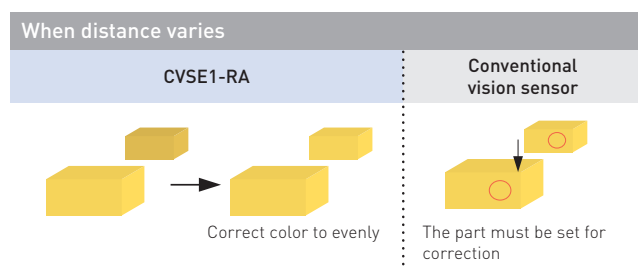 When distance varies
CVSE1-RA
Conventional
vision sensor
Correct color to evenly
The part must be set for
correction